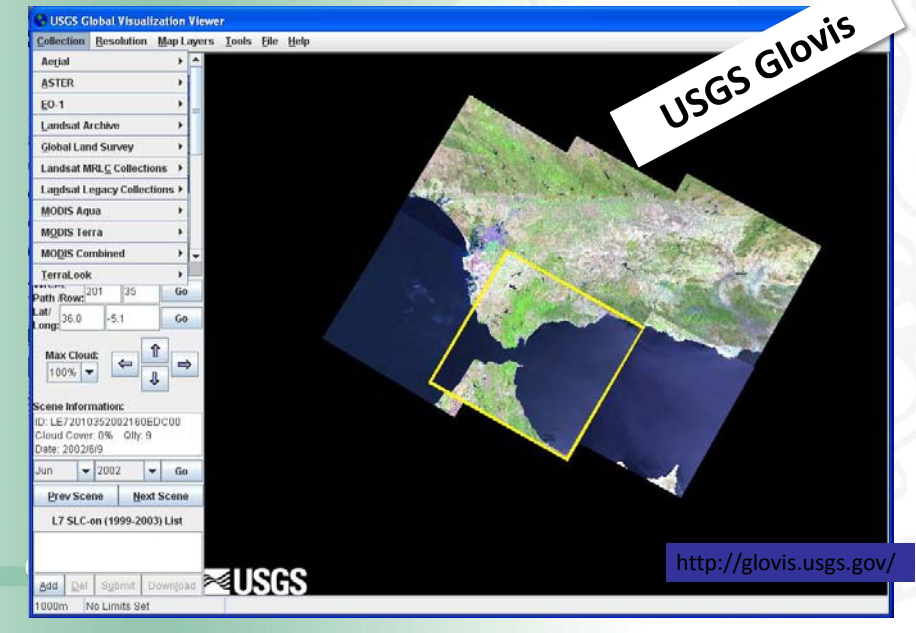 USGS Global Visualization Viewer
Collection Resolution Map Layers Tools File Help
USGS Glovis
Aerial
ASTER
EO-1
Landsat Archive
Global Land Survey
Landsat MRLC Collections
Landsat Legacy Collections
MODIS Aqua
MODIS Terra
MODIS Combined
TerraLook
Path /Row: 201 35 Go
Lat/
Long: 36.0 -5.1 Go
Max Cloud:
100%
Scene Information:
ID: LE72010352002160EDC00
Cloud Cover: 0% Qlty: 9
Date: 2002/6/9
Jun 2002 Go
Prev Scene Next Scene
L7 SLC-on (1999-2003) List
Add Del Submit Download
USGS
http://glovis.usgs.gov/
1000m No Limits Set